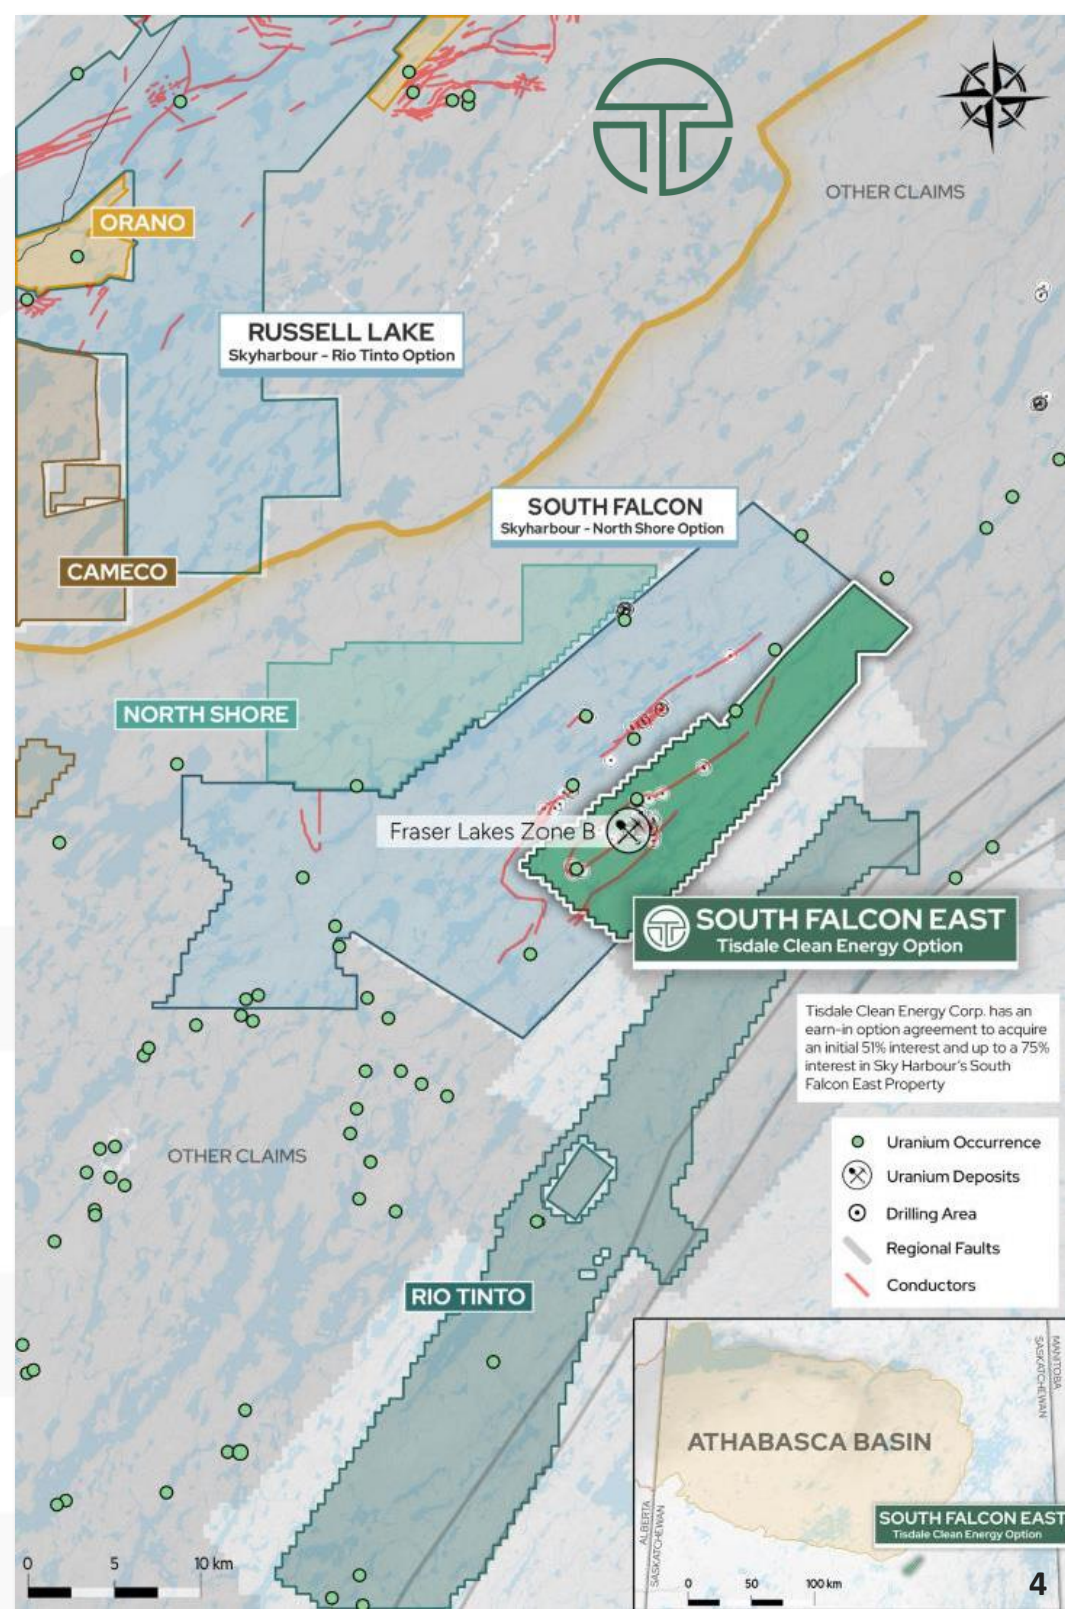 OTHER CLAIMS
ORANO
RUSSELL LAKE
Skyharbour - Rio Tinto Option
SOUTH FALCON
Skyharbour - North Shore Option
CAMECO
NORTH SHORE
Fraser Lakes Zone B
SOUTH FALCON EAST
Tisdale Clean Energy Option
Tisdale Clean Energy Corp. has an
earn-in option agreement to acquire
an initial 51% interest and up to a 75%
interest in Sky Harbour's South
Falcon East Property
OTHER CLAIMS
Uranium Occurrence
Uranium Deposits
Drilling Area
Regional Faults
Conductors
RIO TINTO
MANITOBA
SASKATCHEWAN
ATHABASCA BASIN
ALBERTA
SASKATCHEWAN
SOUTH FALCON EAST
Tisdale Clean Energy Option
0 5 10 km
0 50 100 km
4